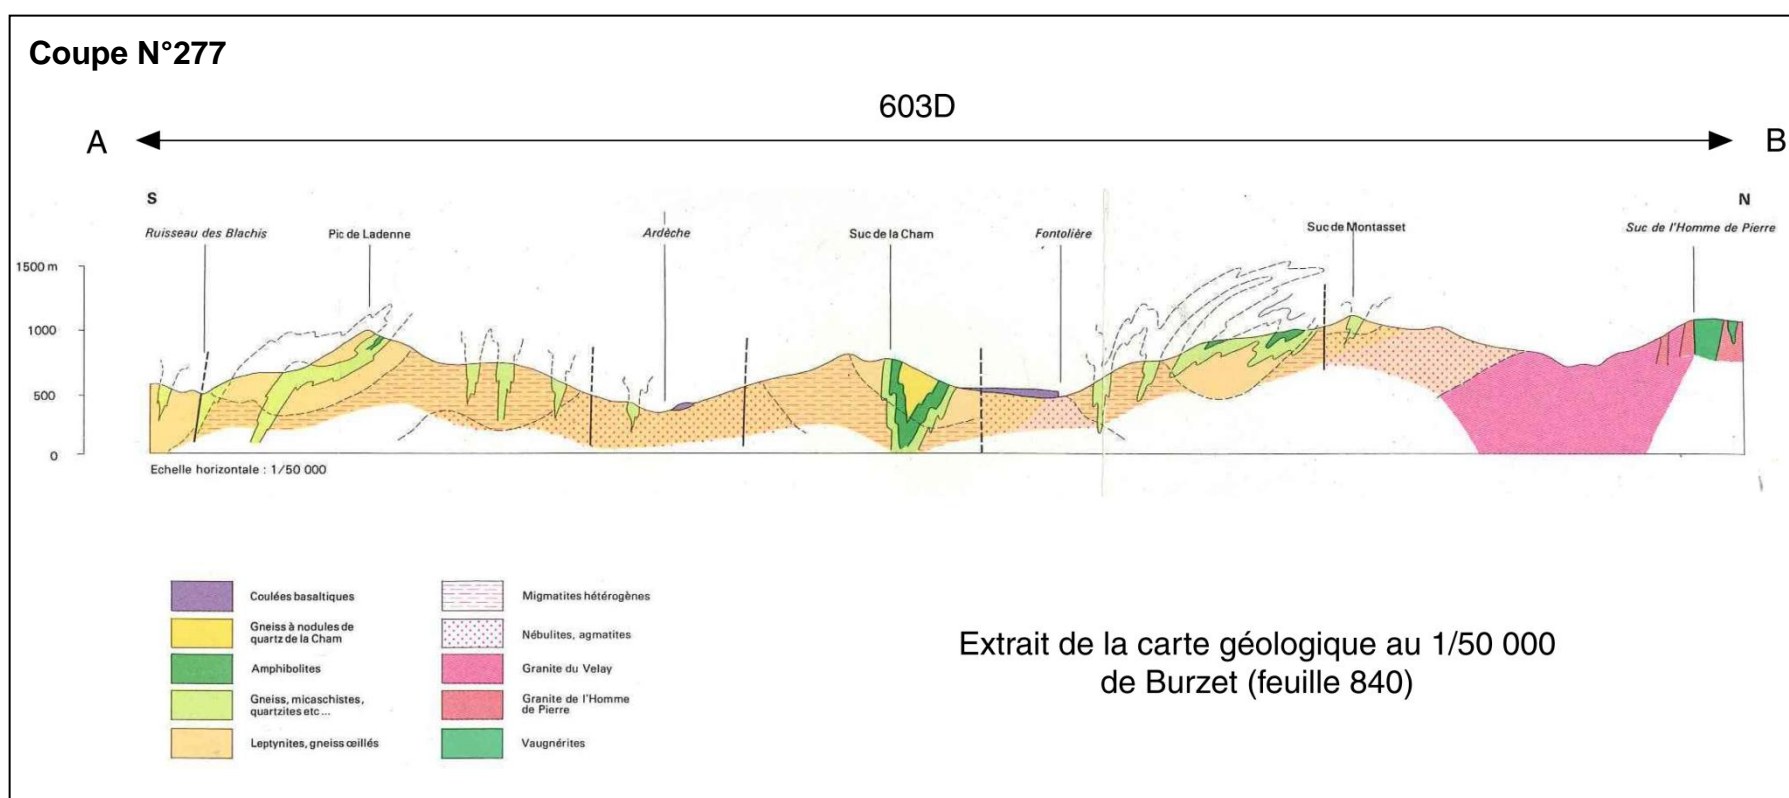 Coupe N°277
603D
A
B
S
N
Ruisseau des Blachis
Pic de Ladenne
Ardèche
Suc de la Cham
Fontolière
Suc de Montasset
Suc de l'Homme de Pierre
1500 m
1000
500
0
Echelle horizontale : 1/50 000
Coulées basaltiques
Gneiss à nodules de
quartz de la Cham
Amphibolites
Gneiss, micaschistes,
quartzites etc ...
Leptynites, gneiss œillés
Migmatites hétérogènes
Nébulites, agmatites
Granite du Velay
Granite de l'Homme
de Pierre
Vaugnérites
Extrait de la carte géologique au 1/50 000
de Burzet (feuille 840)